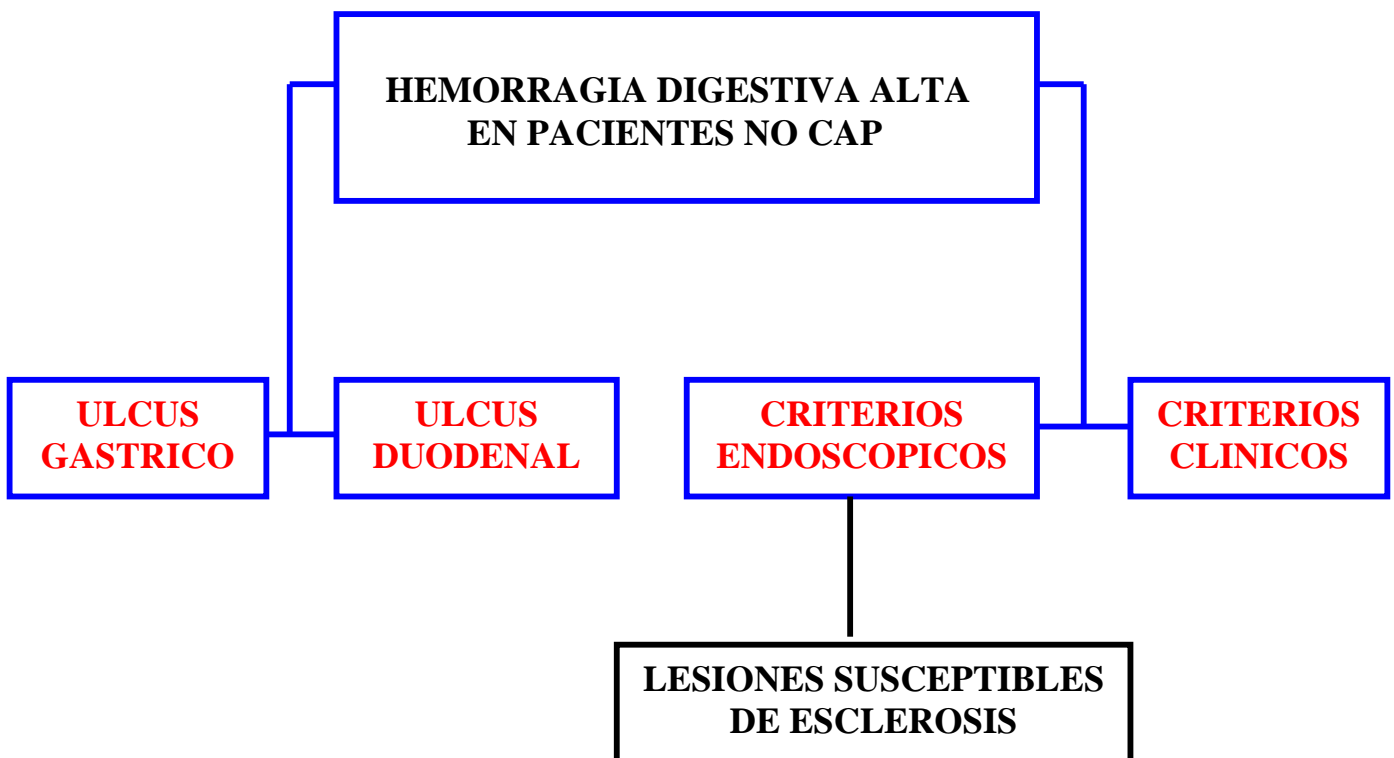 HEMORRAGIA DIGESTIVA ALTA
EN PACIENTES NO CAP
ULCUS
GASTRICO
ULCUS
DUODENAL
CRITERIOS
ENDOSCOPICOS
CRITERIOS
CLINICOS
LESIONES SUSCEPTIBLES
DE ESCLEROSIS